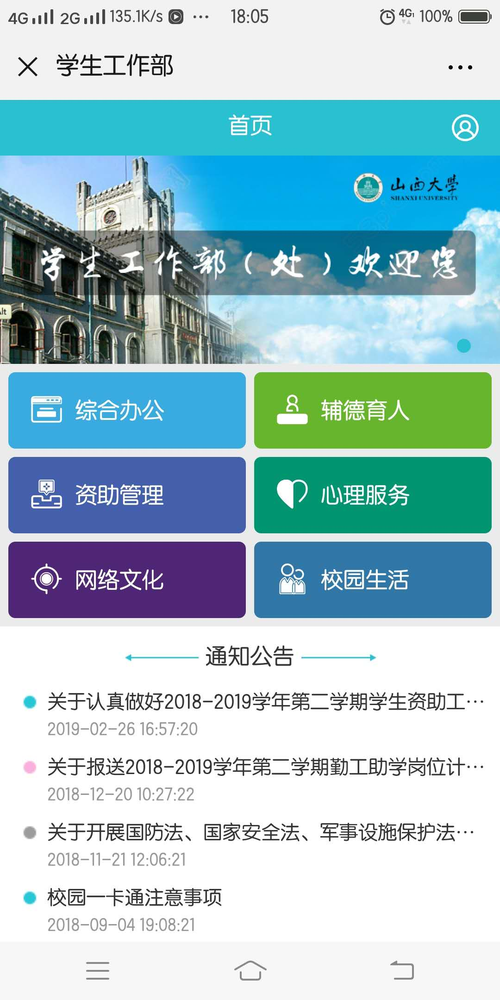 4G 2G 135.1K/s 18:05 4G1 100%
学生工作部
首页
山西大學
SHANXI UNIVERSITY
学生工作部（处）欢迎您
综合办公 辅德育人
资助管理 心理服务
网络文化 校园生活
通知公告
关于认真做好2018-2019学年第二学期学生资助工…
2019-02-26 16:57:20
关于报送2018-2019学年第二学期勤工助学岗位计…
2018-12-20 10:27:22
关于开展国防法、国家安全法、军事设施保护法…
2018-11-21 12:06:21
校园一卡通注意事项
2018-09-04 19:08:21